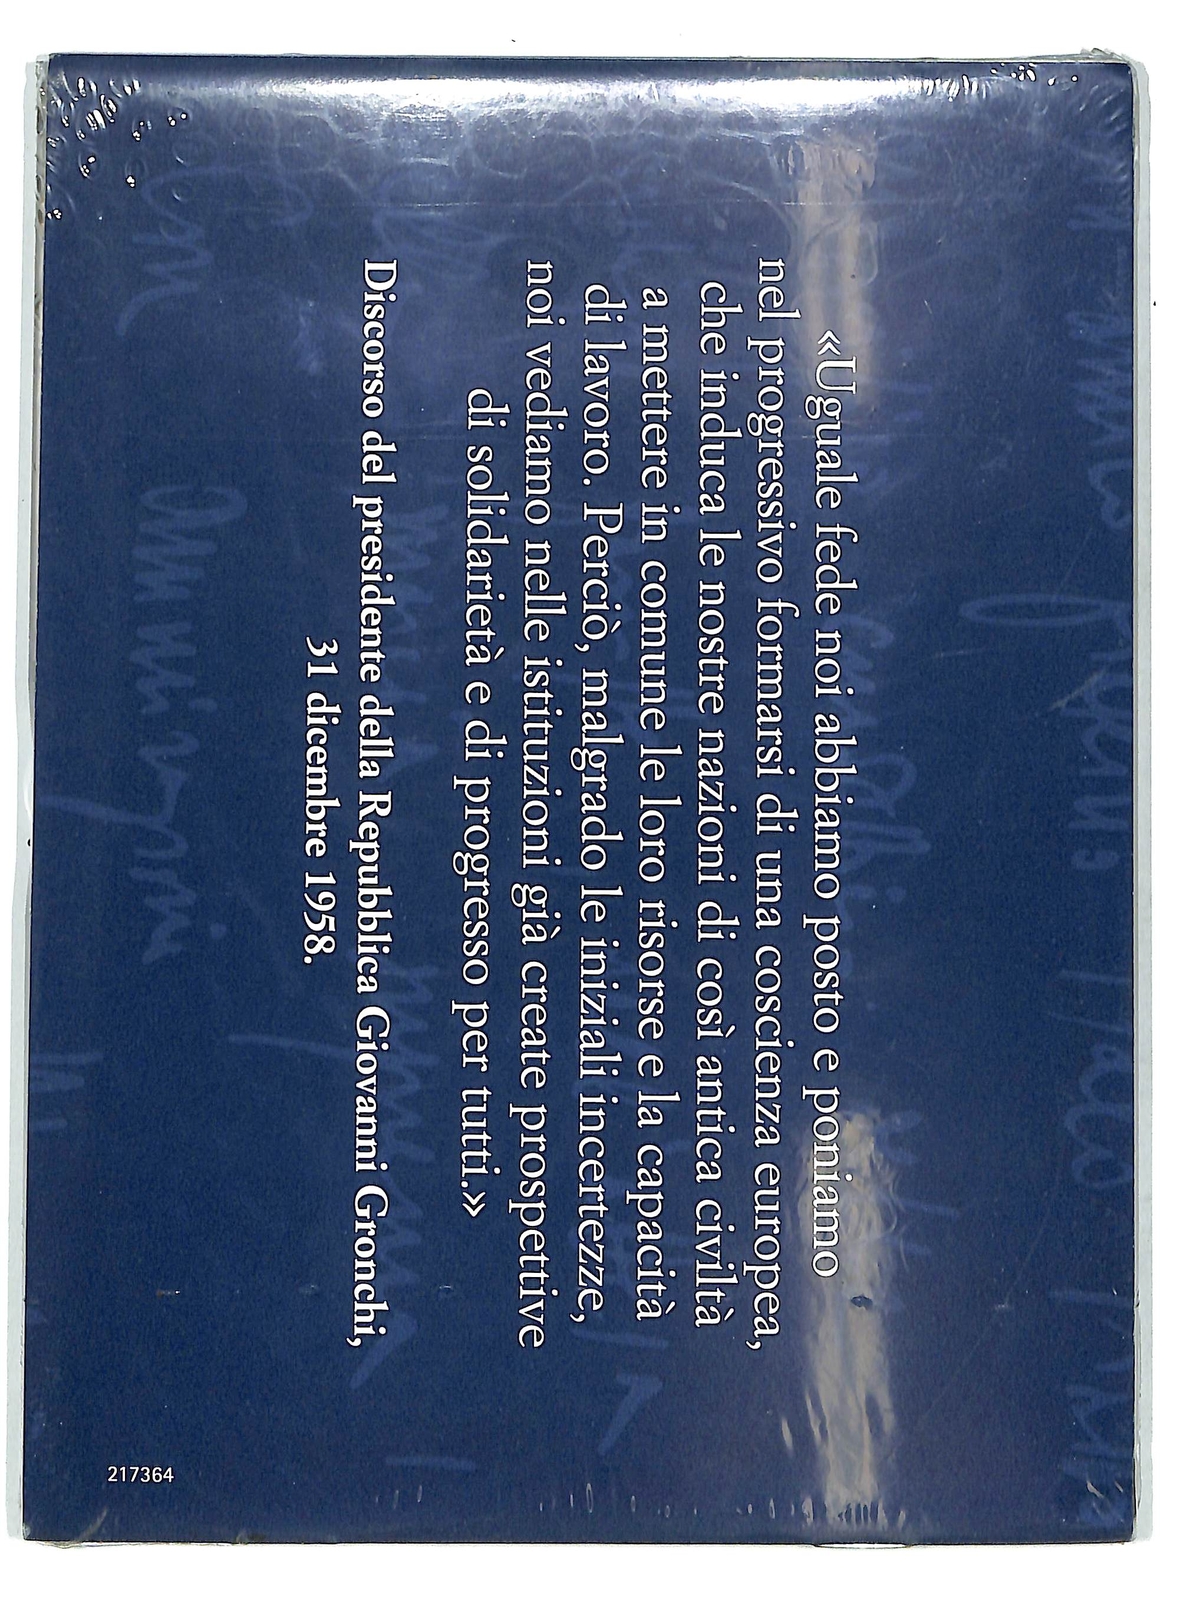 «Uguale fede noi abbiamo posto e poniamo
nel progressivo formarsi di una coscienza europea,
che induca le nostre nazioni di così antica civiltà
a mettere in comune le loro risorse e la capacità
di lavoro. Perciò, malgrado le iniziali incertezze,
noi vediamo nelle istituzioni già create prospettive
di solidarietà e di progresso per tutti.»
Discorso del presidente della Repubblica Giovanni Gronchi,
31 dicembre 1958.
217364